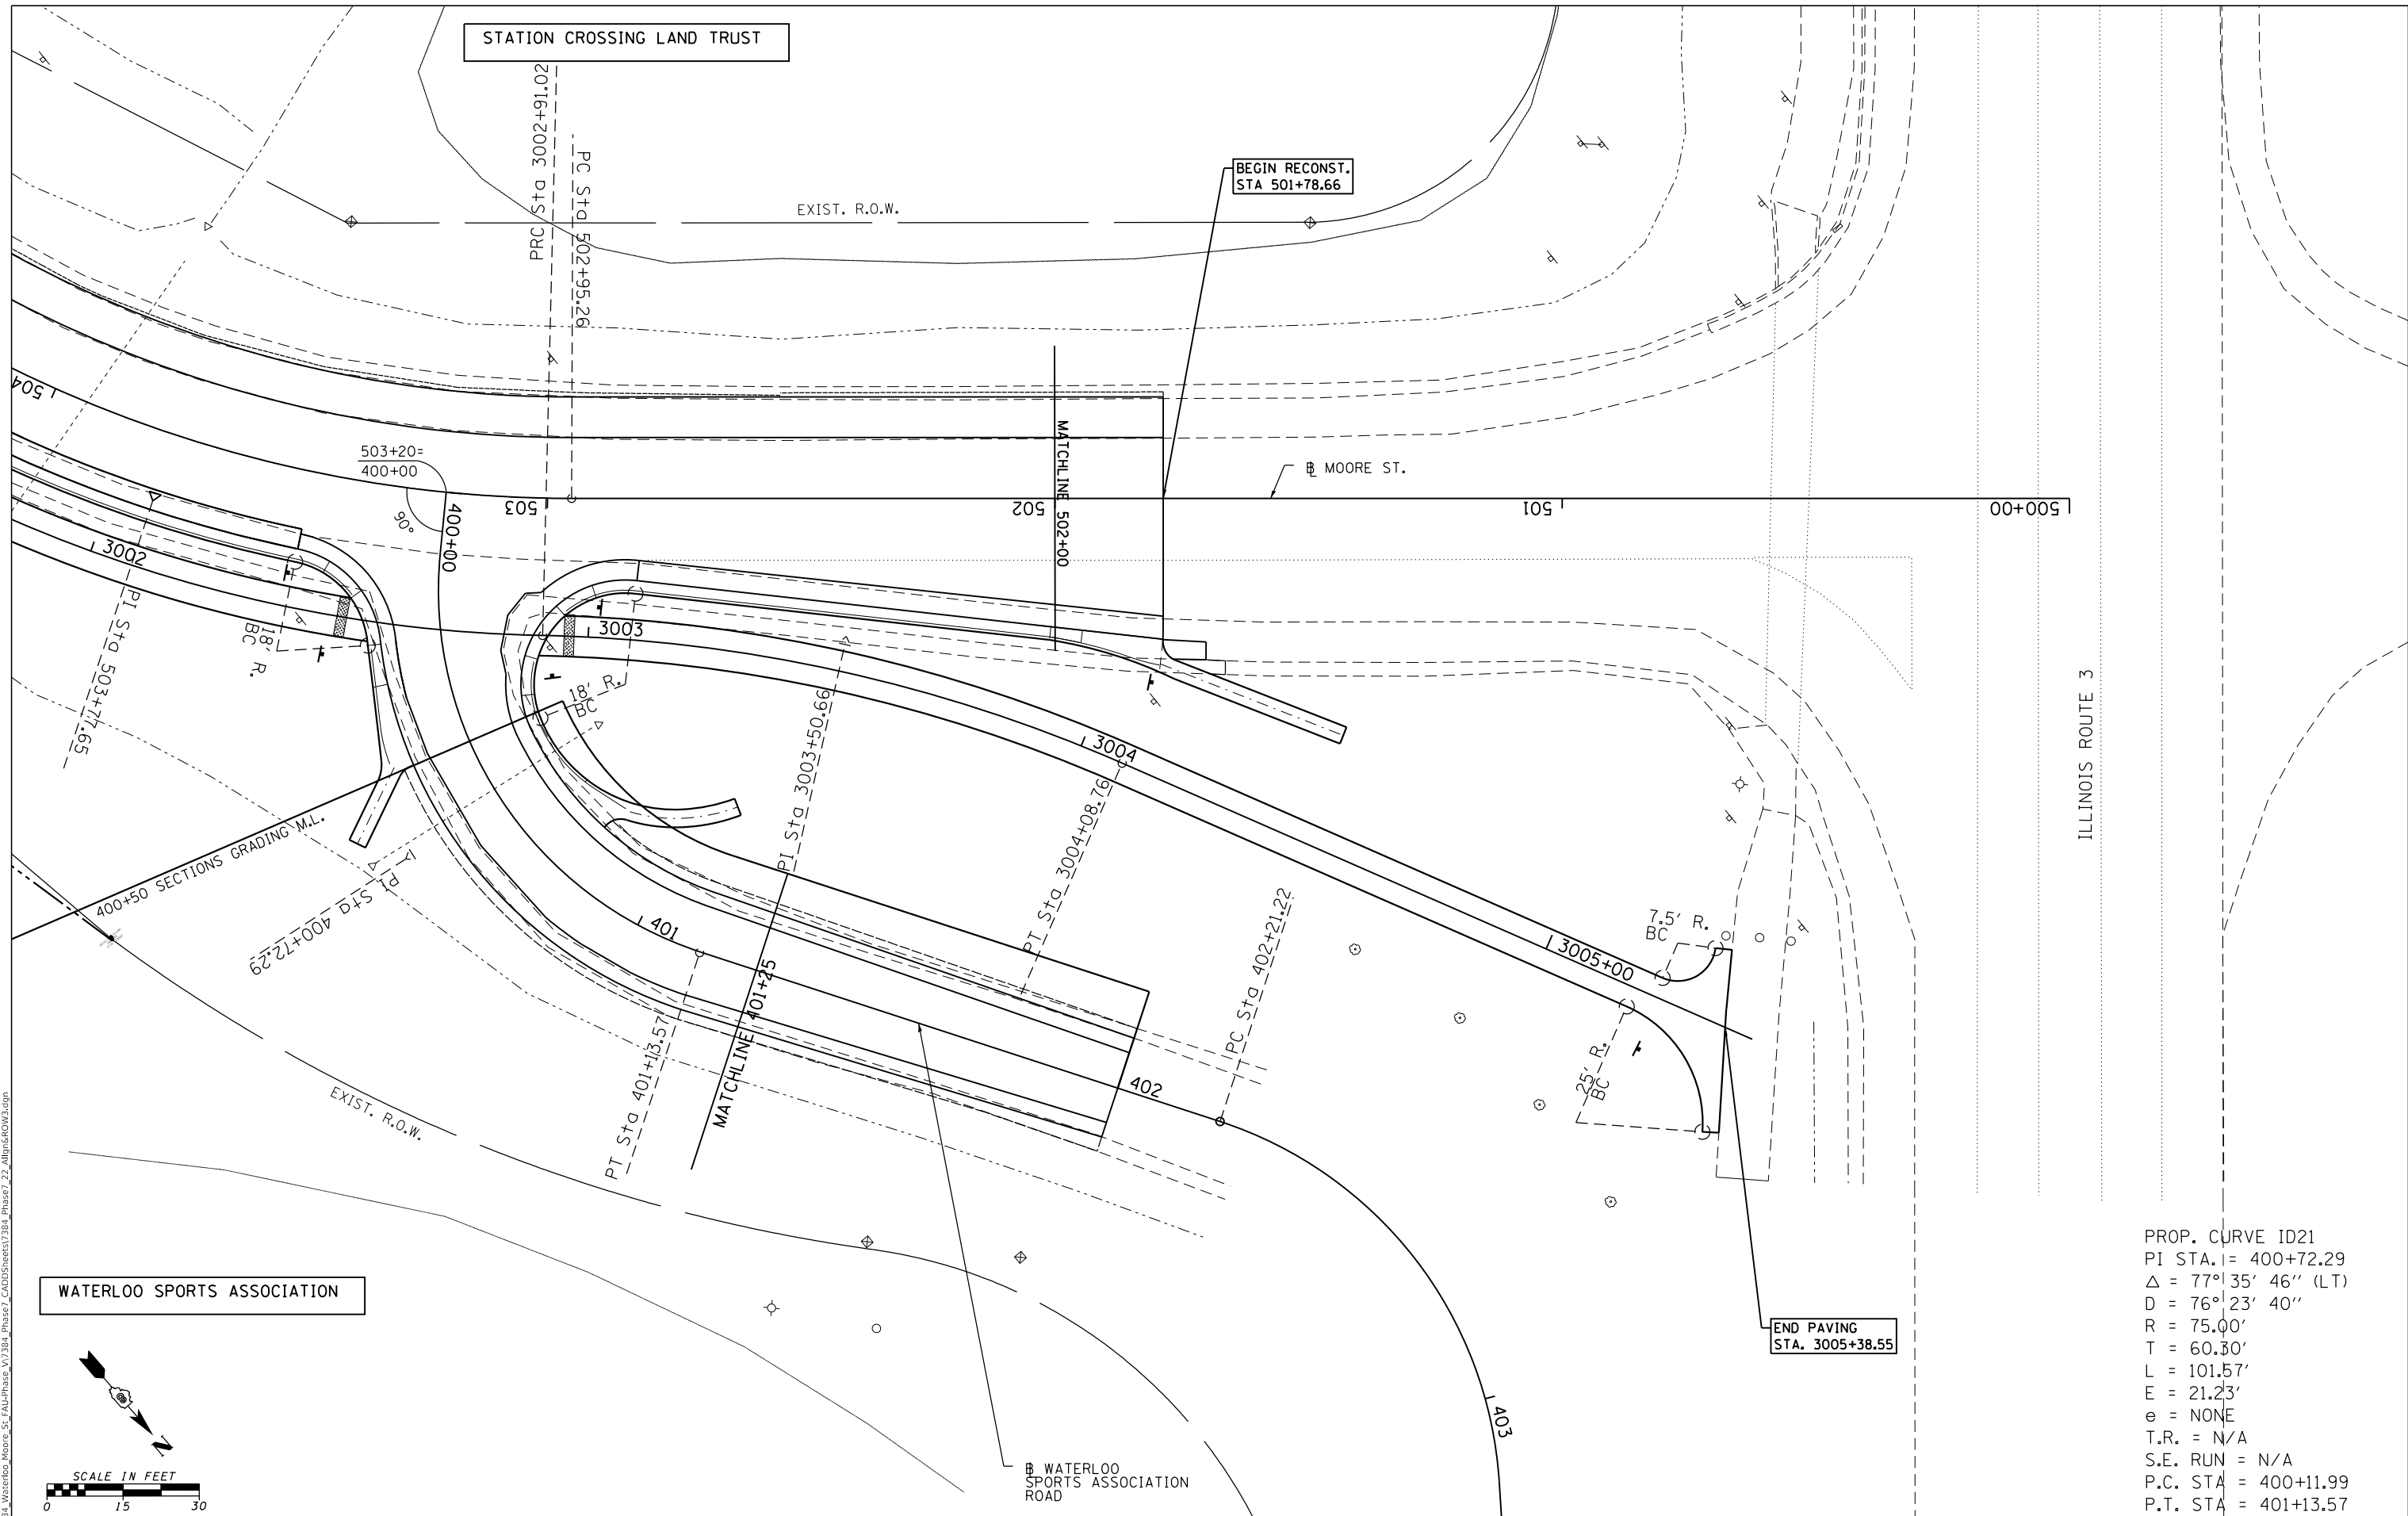 STATION CROSSING LAND TRUST
PRC Sta 3002+91.02
PC Sta 502+95.26
EXIST. R.O.W.
BEGIN RECONST.
STA 501+78.66
504
503+20=
400+00
90°
400+00
503
MATCHLINE 502+00
502
℄ MOORE ST.
501
500+00
3002
PI Sta 503+77.65
18' R.
BC
3003
18' R.
BC
PI Sta 3003+50.66
3004
PT Sta 3004+08.76
ILLINOIS ROUTE 3
400+50 SECTIONS GRADING M.L.
PI Sta 400+72.29
401
MATCHLINE 401+25
PT Sta 401+13.57
PC Sta 402+21.22
402
7.5' R.
BC
3005+00
25' R.
BC
EXIST. R.O.W.
403
WATERLOO SPORTS ASSOCIATION
N
SCALE IN FEET
0 15 30
℄ WATERLOO
SPORTS ASSOCIATION
ROAD
END PAVING
STA. 3005+38.55
PROP. CURVE ID21
PI STA. = 400+72.29
Δ = 77° 35' 46'' (LT)
D = 76° 23' 40''
R = 75.00'
T = 60.30'
L = 101.57'
E = 21.23'
e = NONE
T.R. = N/A
S.E. RUN = N/A
P.C. STA = 400+11.99
P.T. STA = 401+13.57